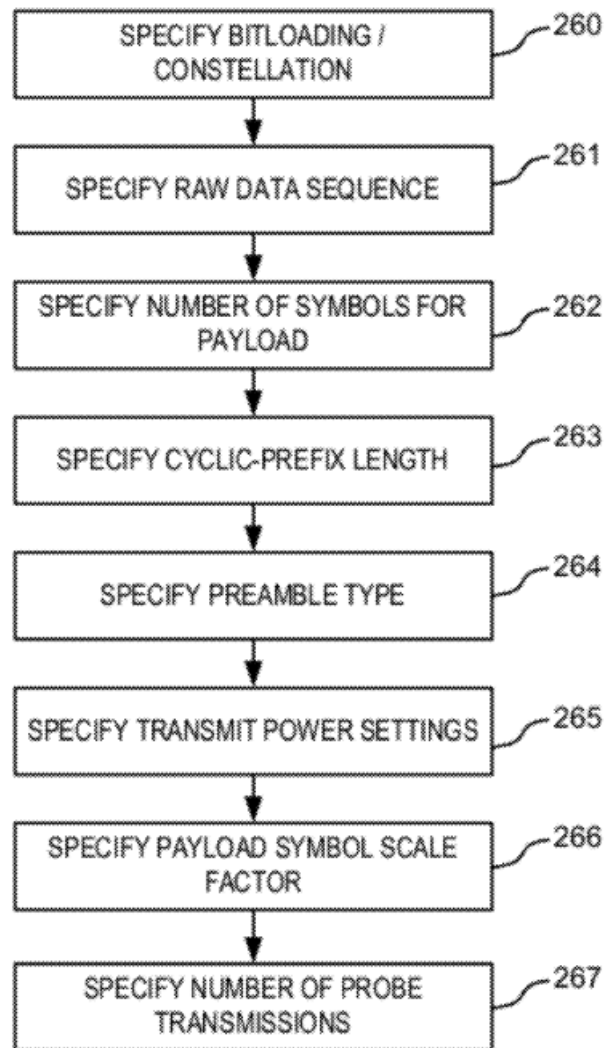 SPECIFY BITLOADING /
CONSTELLATION
260
SPECIFY RAW DATA SEQUENCE
261
SPECIFY NUMBER OF SYMBOLS FOR
PAYLOAD
262
SPECIFY CYCLIC-PREFIX LENGTH
263
SPECIFY PREAMBLE TYPE
264
SPECIFY TRANSMIT POWER SETTINGS
265
SPECIFY PAYLOAD SYMBOL SCALE
FACTOR
266
SPECIFY NUMBER OF PROBE
TRANSMISSIONS
267